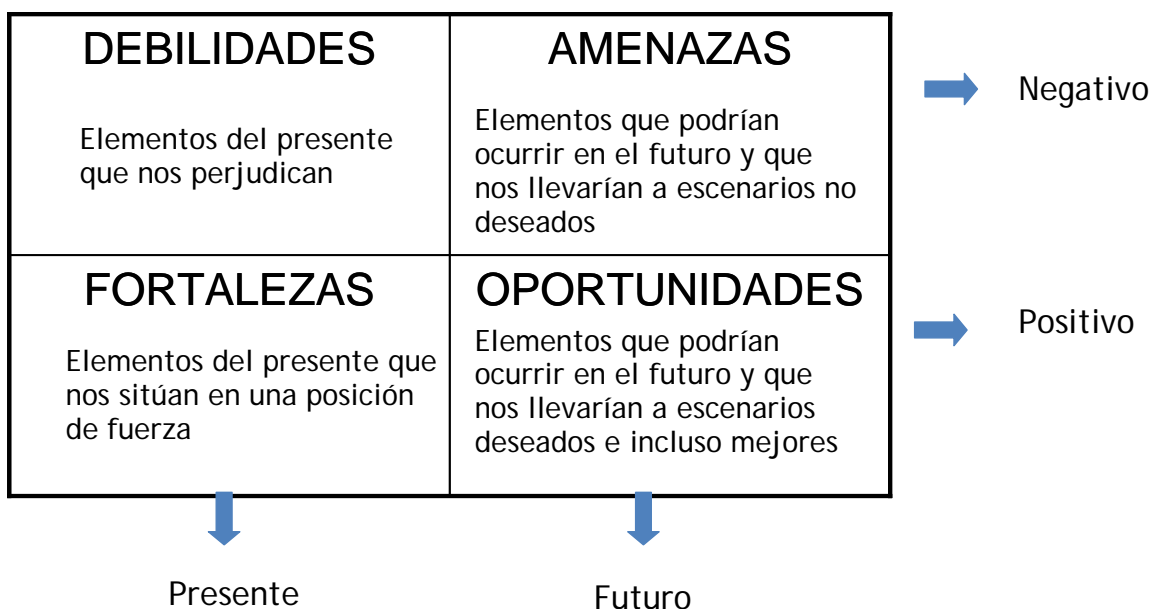 DEBILIDADES
Elementos del presente
que nos perjudican
AMENAZAS
Elementos que podrían
ocurrir en el futuro y que
nos llevarían a escenarios no
deseados
Negativo
FORTALEZAS
Elementos del presente que
nos sitúan en una posición
de fuerza
OPORTUNIDADES
Elementos que podrían
ocurrir en el futuro y que
nos llevarían a escenarios
deseados e incluso mejores
Positivo
Presente
Futuro